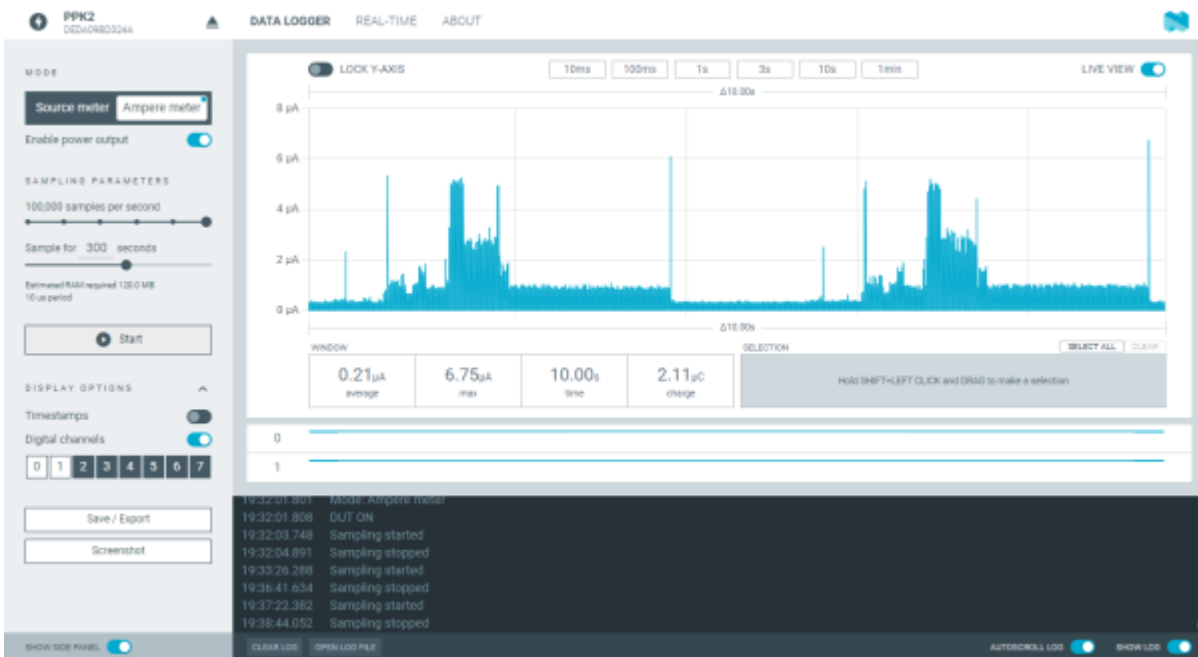 PPK2
DEDA09BD324A
DATA LOGGER REAL-TIME ABOUT
MODE
Source meter Ampere meter
Enable power output
SAMPLING PARAMETERS
100,000 samples per second
Sample for 300 seconds
Estimated RAM required 120.0 MB
10 us period
Start
DISPLAY OPTIONS
Timestamps
Digital channels
0 1 2 3 4 5 6 7
Save / Export
Screenshot
SHOW SIDE PANEL
LOCK Y-AXIS 10ms 100ms 1s 3s 10s 1min LIVE VIEW
Δ10.00s
8 µA
6 µA
4 µA
2 µA
0 µA
Δ10.00s
WINDOW SELECTION SELECT ALL CLEAR
0.21µA 6.75µA 10.00s 2.11µC
average max time charge
Hold SHIFT+LEFT CLICK and DRAG to make a selection
0
1
19:32:01.801 Mode: Ampere meter
19:32:01.808 DUT ON
19:32:03.748 Sampling started
19:32:04.891 Sampling stopped
19:33:26.288 Sampling started
19:36:41.634 Sampling stopped
19:37:22.382 Sampling started
19:38:44.052 Sampling stopped
CLEAR LOG OPEN LOG FILE AUTOSCROLL LOG SHOW LOG